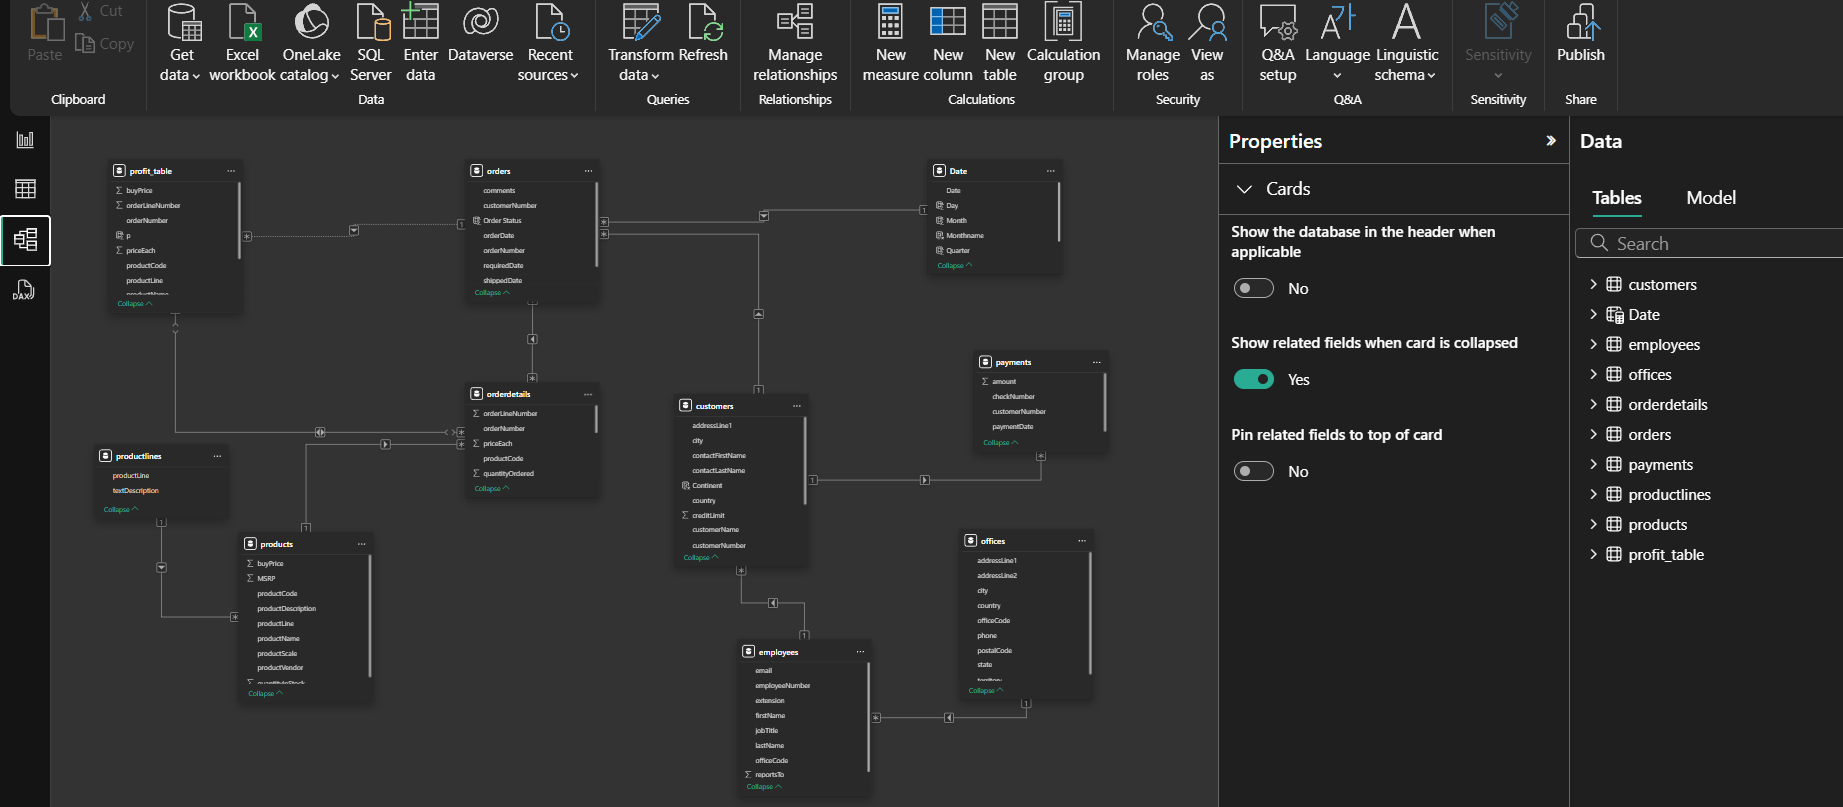 Paste
Cut
Copy
Clipboard
Get data
Excel workbook
OneLake catalog
SQL Server
Enter data
Dataverse
Recent sources
Data
Transform data
Refresh
Queries
Manage relationships
Relationships
New measure
New column
New table
Calculation group
Calculations
Manage roles
View as
Security
Q&A setup
Language
Linguistic schema
Q&A
Sensitivity
Sensitivity
Publish
Share
DAX
profit_table
buyPrice
orderLineNumber
orderNumber
p
priceEach
productCode
productLine
productName
Collapse
orders
comments
customerNumber
Order Status
orderDate
orderNumber
requiredDate
shippedDate
Collapse
Date
Date
Day
Month
Monthname
Quarter
Collapse
payments
amount
checkNumber
customerNumber
paymentDate
Collapse
orderdetails
orderLineNumber
orderNumber
priceEach
productCode
quantityOrdered
Collapse
customers
addressLine1
city
contactFirstName
contactLastName
Continent
country
creditLimit
customerName
customerNumber
Collapse
productlines
productLine
textDescription
Collapse
products
buyPrice
MSRP
productCode
productDescription
productLine
productName
productScale
productVendor
quantityInStock
Collapse
offices
addressLine1
addressLine2
city
country
officeCode
phone
postalCode
state
territory
Collapse
employees
email
employeeNumber
extension
firstName
jobTitle
lastName
officeCode
reportsTo
Collapse
Properties
Cards
Show the database in the header when
applicable
No
Show related fields when card is collapsed
Yes
Pin related fields to top of card
No
Data
Tables
Model
Search
customers
Date
employees
offices
orderdetails
orders
payments
productlines
products
profit_table